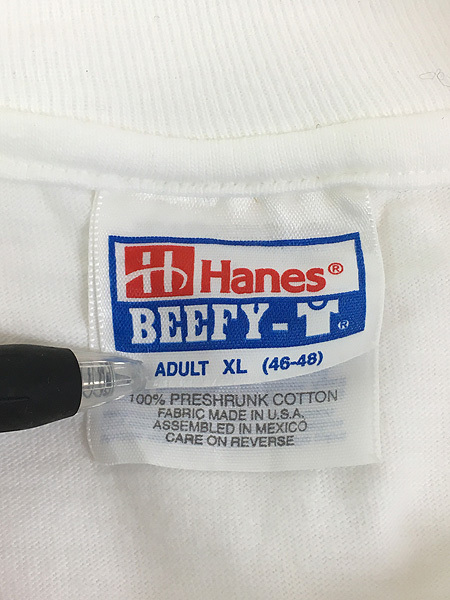 Hanes®
BEEFY-T®
ADULT XL (46-48)
100% PRESHRUNK COTTON
FABRIC MADE IN U.S.A.
ASSEMBLED IN MEXICO
CARE ON REVERSE